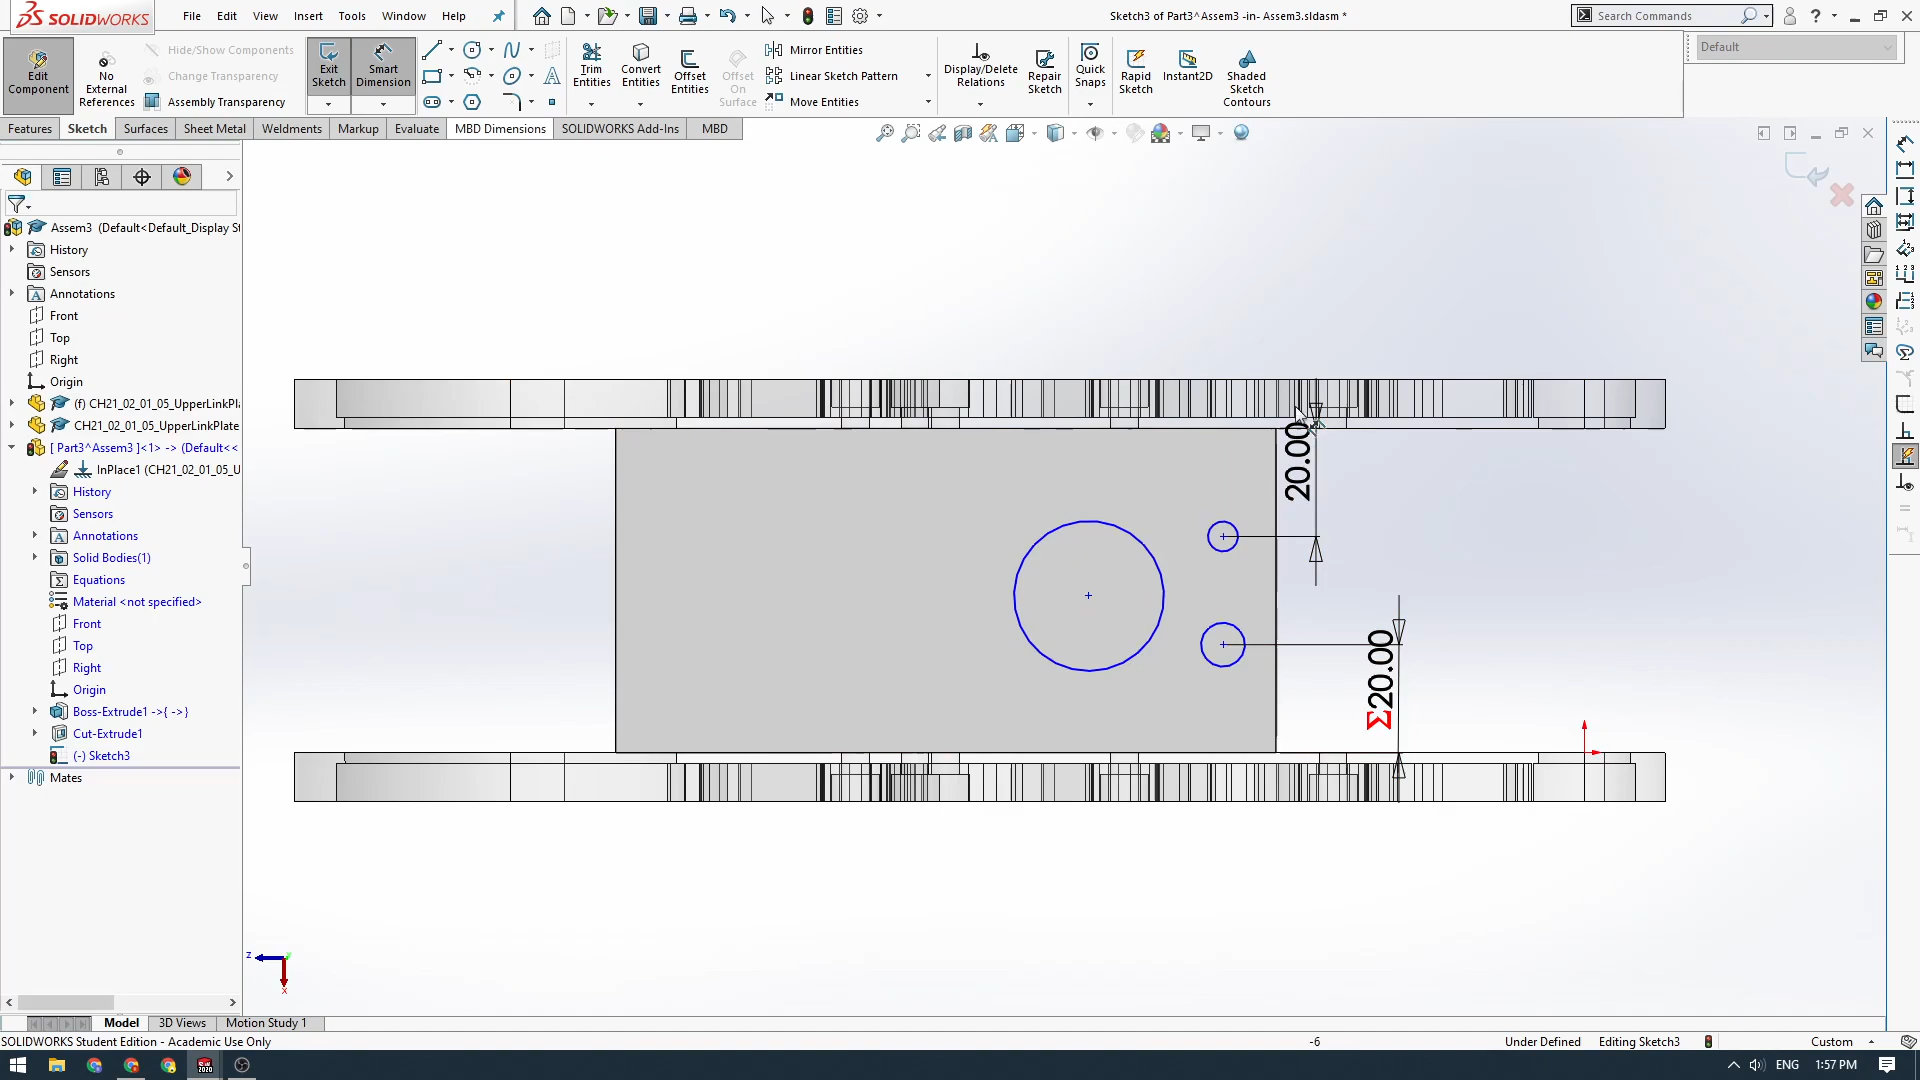 SOLIDWORKS
File Edit View Insert Tools Window Help
Sketch3 of Part3^Assem3 -in- Assem3.sldasm *
Search Commands
Edit Component
No External References
Hide/Show Components
Change Transparency
Assembly Transparency
Exit Sketch
Smart Dimension
Trim Entities
Convert Entities
Offset Entities
Offset On Surface
Mirror Entities
Linear Sketch Pattern
Move Entities
Display/Delete Relations
Repair Sketch
Quick Snaps
Rapid Sketch
Instant2D
Shaded Sketch Contours
Default
Features Sketch Surfaces Sheet Metal Weldments Markup Evaluate MBD Dimensions SOLIDWORKS Add-Ins MBD
Assem3 (Default<Default_Display St
History
Sensors
Annotations
Front
Top
Right
Origin
(f) CH21_02_01_05_UpperLinkPla
CH21_02_01_05_UpperLinkPlate
[ Part3^Assem3 ]<1> -> (Default<<
InPlace1 (CH21_02_01_05_U
History
Sensors
Annotations
Solid Bodies(1)
Equations
Material <not specified>
Front
Top
Right
Origin
Boss-Extrude1 ->{ ->}
Cut-Extrude1
(-) Sketch3
Mates
20.00
Σ20.00
z
x
Model 3D Views Motion Study 1
SOLIDWORKS Student Edition - Academic Use Only
-6
Under Defined
Editing Sketch3
Custom
ENG
1:57 PM